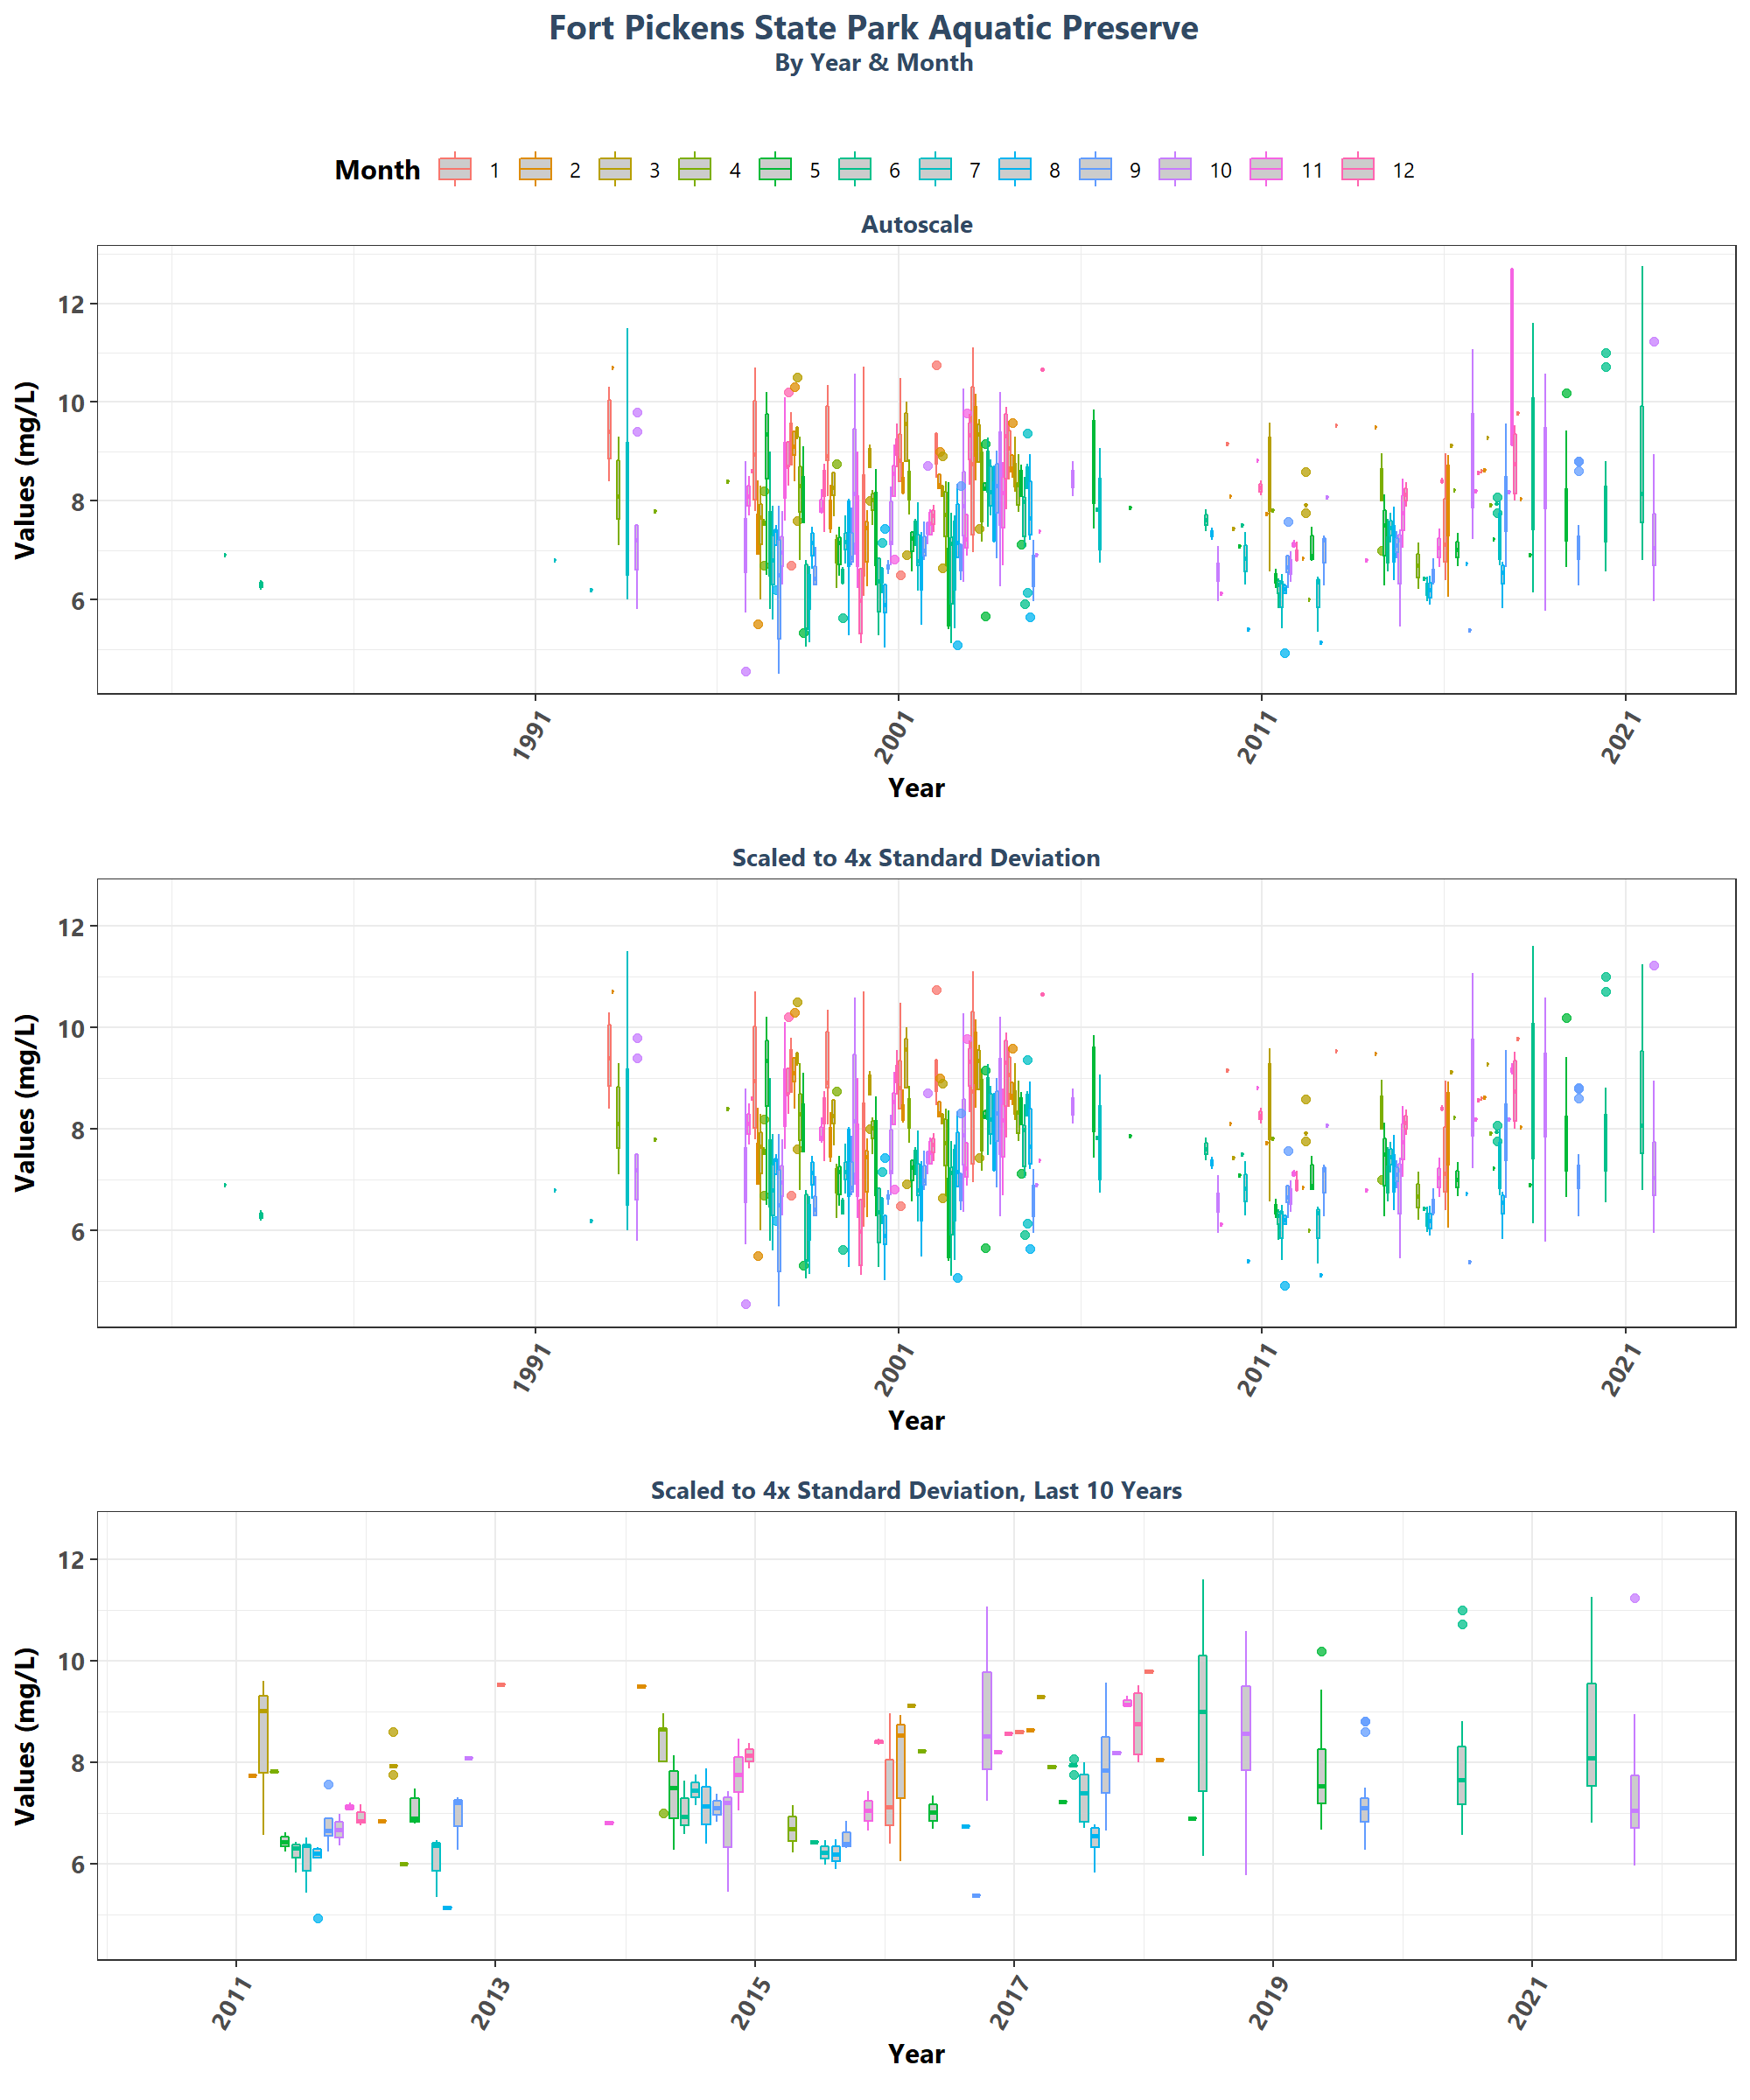 Fort Pickens State Park Aquatic Preserve
By Year & Month
Month 1 2 3 4 5 6 7 8 9 10 11 12
Autoscale
Values (mg/L)
12
10
8
6
1991 2001 2011 2021
Year
Scaled to 4x Standard Deviation
Values (mg/L)
12
10
8
6
1991 2001 2011 2021
Year
Scaled to 4x Standard Deviation, Last 10 Years
Values (mg/L)
12
10
8
6
2011 2013 2015 2017 2019 2021
Year